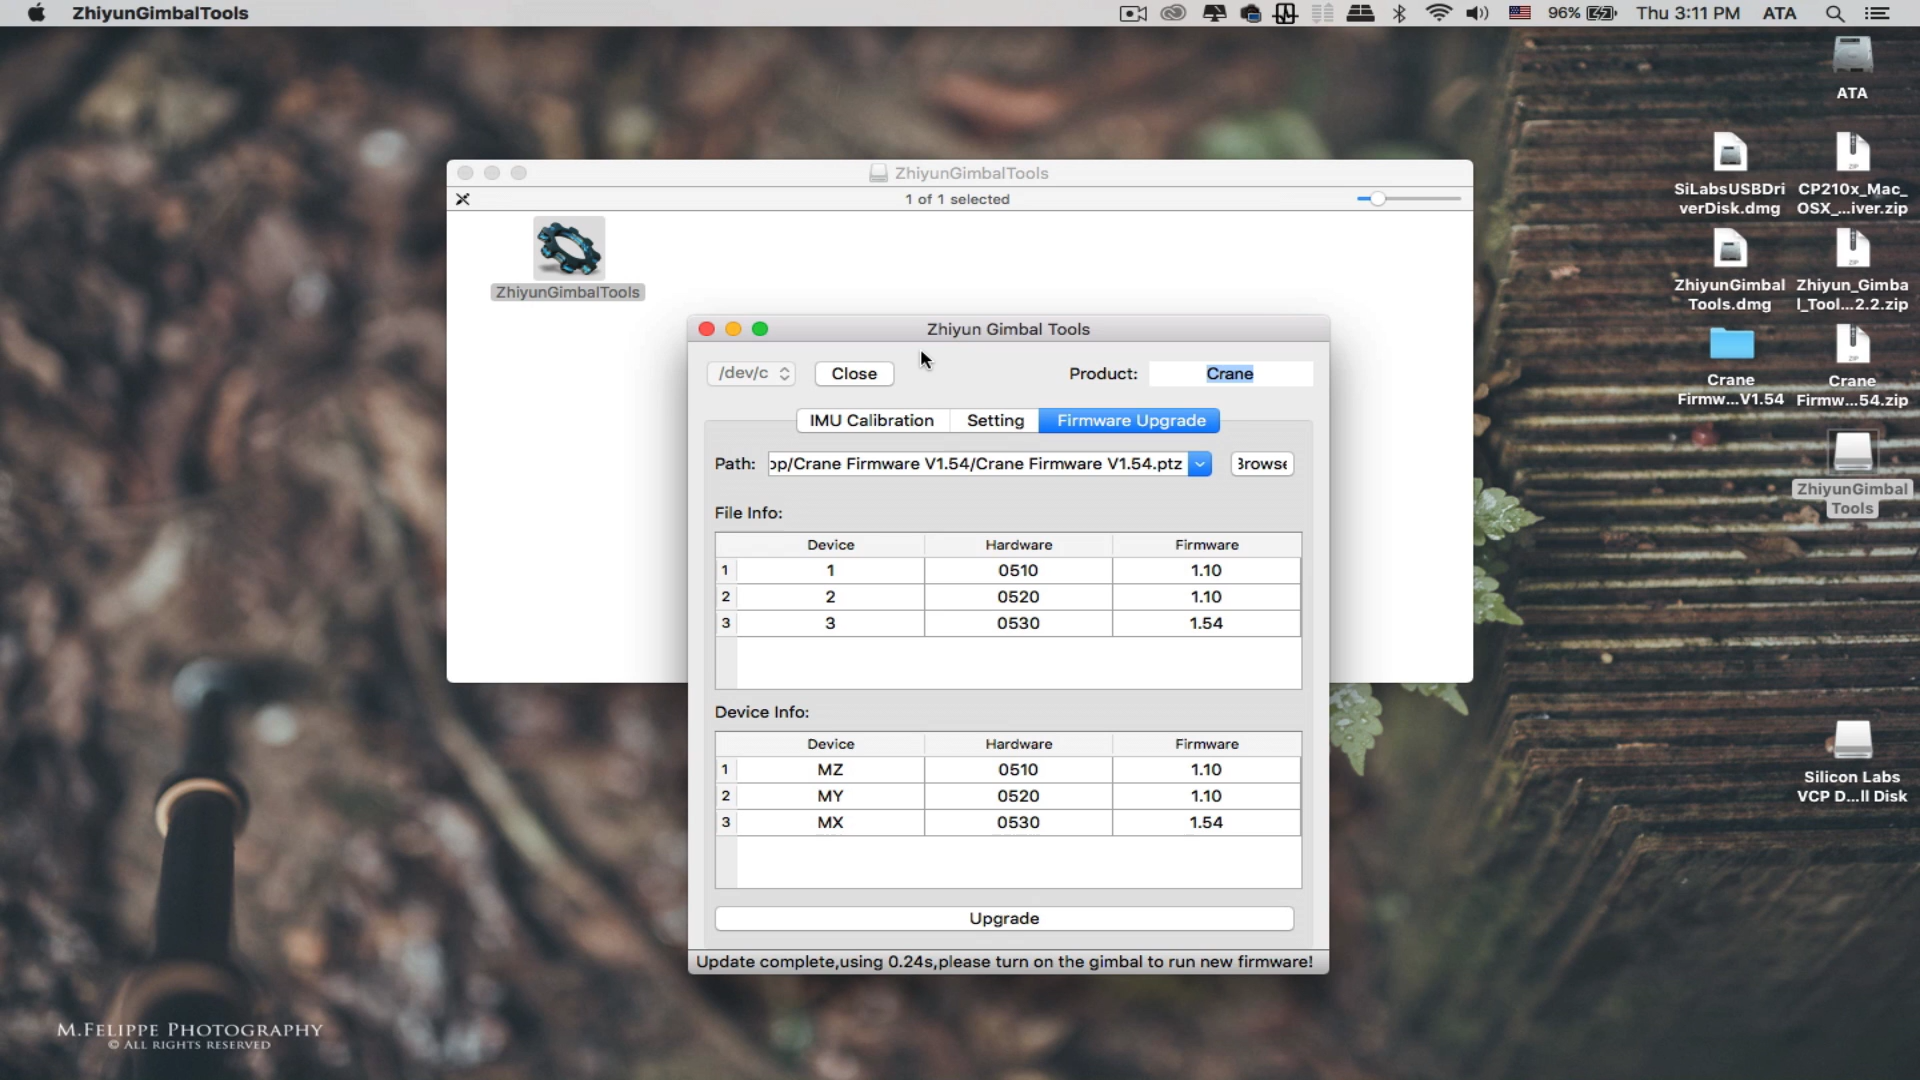 ZhiyunGimbalTools
96%
Thu 3:11 PM
ATA
ATA
SiLabsUSBDri
verDisk.dmg
CP210x_Mac_
OSX_...iver.zip
ZhiyunGimbal
Tools.dmg
Zhiyun_Gimba
l_Tool...2.2.zip
Crane
Firmw...V1.54
Crane
Firmw...54.zip
ZhiyunGimbal
Tools
Silicon Labs
VCP D...ll Disk
ZhiyunGimbalTools
1 of 1 selected
ZhiyunGimbalTools
Zhiyun Gimbal Tools
/dev/c
Close
Product:
Crane
IMU Calibration
Setting
Firmware Upgrade
Path:
op/Crane Firmware V1.54/Crane Firmware V1.54.ptz
Browse
File Info:
Device Hardware Firmware
1 1 0510 1.10
2 2 0520 1.10
3 3 0530 1.54
Device Info:
Device Hardware Firmware
1 MZ 0510 1.10
2 MY 0520 1.10
3 MX 0530 1.54
Upgrade
Update complete,using 0.24s,please turn on the gimbal to run new firmware!
M.Felippe Photography
© All rights reserved